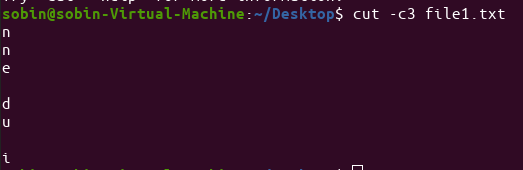 sobin@sobin-Virtual-Machine:~/Desktop$ cut -c3 file1.txt
n
n
e
d
u
i